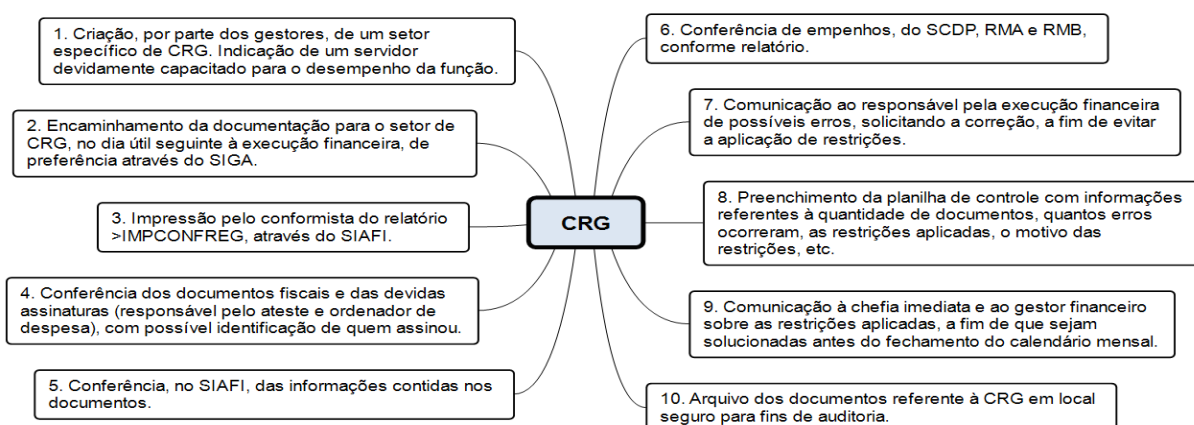 1. Criação, por parte dos gestores, de um setor
específico de CRG. Indicação de um servidor
devidamente capacitado para o desempenho da função.
2. Encaminhamento da documentação para o setor de
CRG, no dia útil seguinte à execução financeira, de
preferência através do SIGA.
3. Impressão pelo conformista do relatório
>IMPCONFREG, através do SIAFI.
4. Conferência dos documentos fiscais e das devidas
assinaturas (responsável pelo ateste e ordenador de
despesa), com possível identificação de quem assinou.
5. Conferência, no SIAFI, das informações contidas nos
documentos.
CRG
6. Conferência de empenhos, do SCDP, RMA e RMB,
conforme relatório.
7. Comunicação ao responsável pela execução financeira
de possíveis erros, solicitando a correção, a fim de evitar
a aplicação de restrições.
8. Preenchimento da planilha de controle com informações
referentes à quantidade de documentos, quantos erros
ocorreram, as restrições aplicadas, o motivo das
restrições, etc.
9. Comunicação à chefia imediata e ao gestor financeiro
sobre as restrições aplicadas, a fim de que sejam
solucionadas antes do fechamento do calendário mensal.
10. Arquivo dos documentos referente à CRG em local
seguro para fins de auditoria.